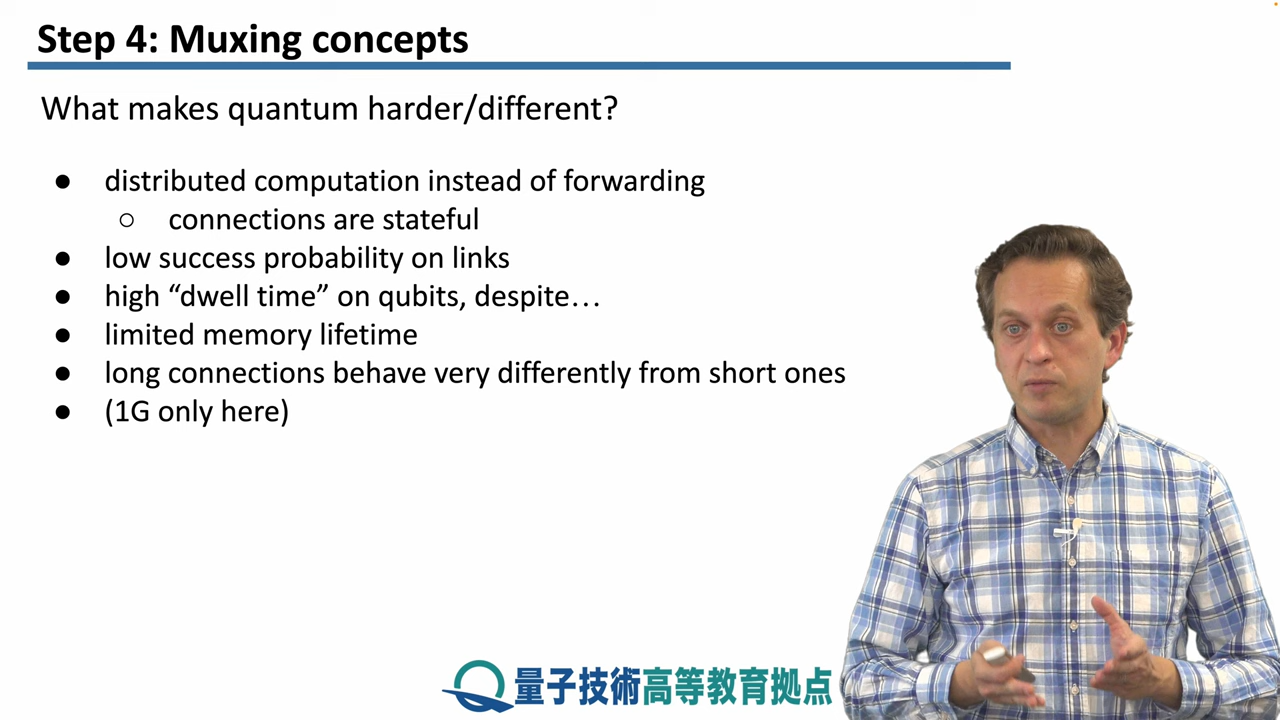 Step 4: Muxing concepts
What makes quantum harder/different?
● distributed computation instead of forwarding
○ connections are stateful
● low success probability on links
● high “dwell time” on qubits, despite…
● limited memory lifetime
● long connections behave very differently from short ones
● (1G only here)
量子技術高等教育拠点